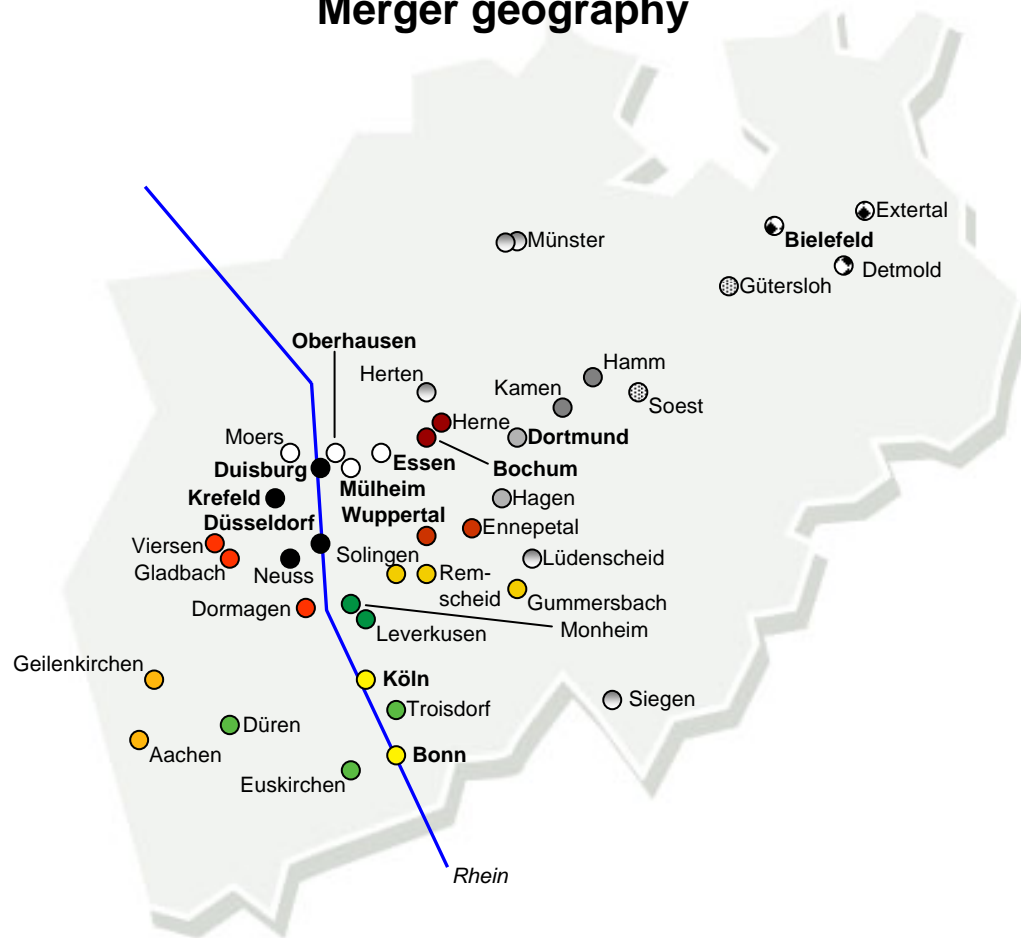 Merger geography
Extertal
Münster
Bielefeld
Detmold
Gütersloh
Oberhausen
Hamm
Herten
Kamen
Soest
Herne
Moers
Dortmund
Essen
Duisburg
Bochum
Mülheim
Krefeld
Hagen
Wuppertal
Düsseldorf
Ennepetal
Viersen
Solingen
Lüdenscheid
Gladbach
Neuss
Rem-
scheid
Gummersbach
Dormagen
Monheim
Leverkusen
Geilenkirchen
Köln
Siegen
Troisdorf
Düren
Aachen
Bonn
Euskirchen
Rhein